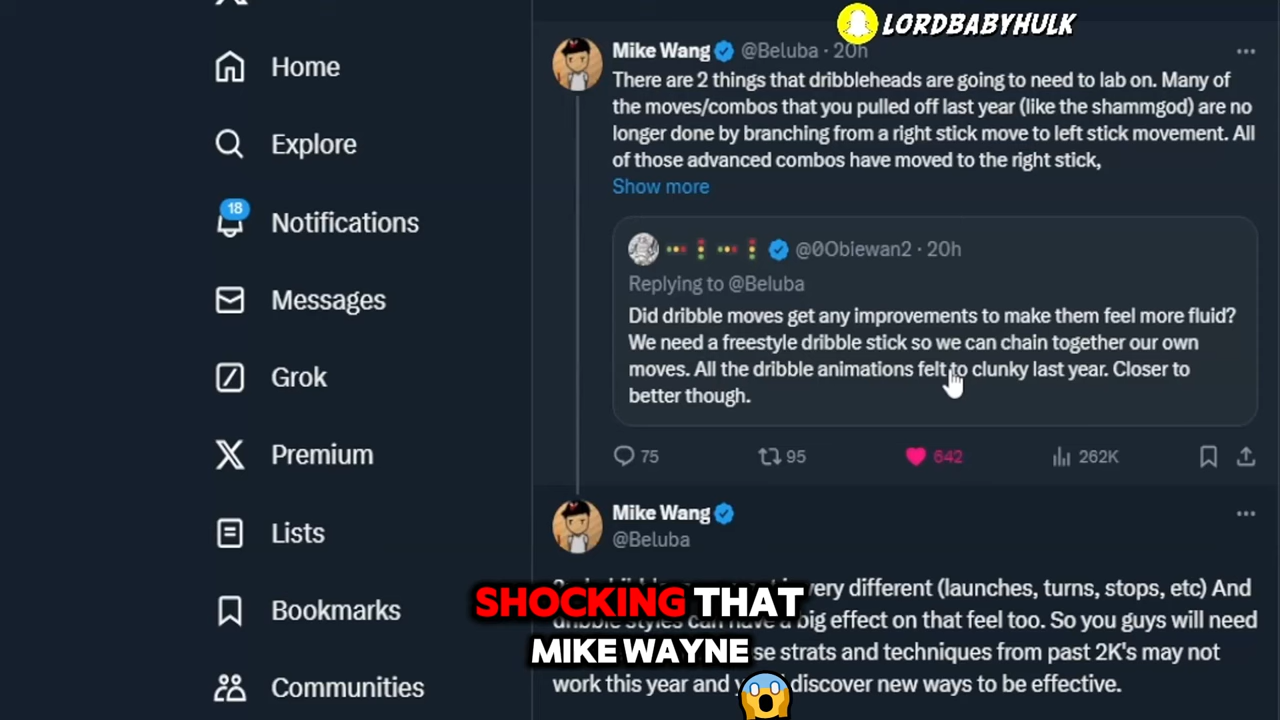 LORDBABYHULK
Home
Explore
18
Notifications
Messages
Grok
Premium
Lists
Bookmarks
Communities
Mike Wang @Beluba · 20h
There are 2 things that dribbleheads are going to need to lab on. Many of
the moves/combos that you pulled off last year (like the shammgod) are no
longer done by branching from a right stick move to left stick movement. All
of those advanced combos have moved to the right stick,
Show more
@0Obiewan2 · 20h
Replying to @Beluba
Did dribble moves get any improvements to make them feel more fluid?
We need a freestyle dribble stick so we can chain together our own
moves. All the dribble animations felt to clunky last year. Closer to
better though.
75 95 642 262K
Mike Wang
@Beluba
very different (launches, turns, stops, etc) And
dribble styles can have a big effect on that feel too. So you guys will need
strats and techniques from past 2K's may not
work this year and discover new ways to be effective.
SHOCKING THAT
MIKE WAYNE